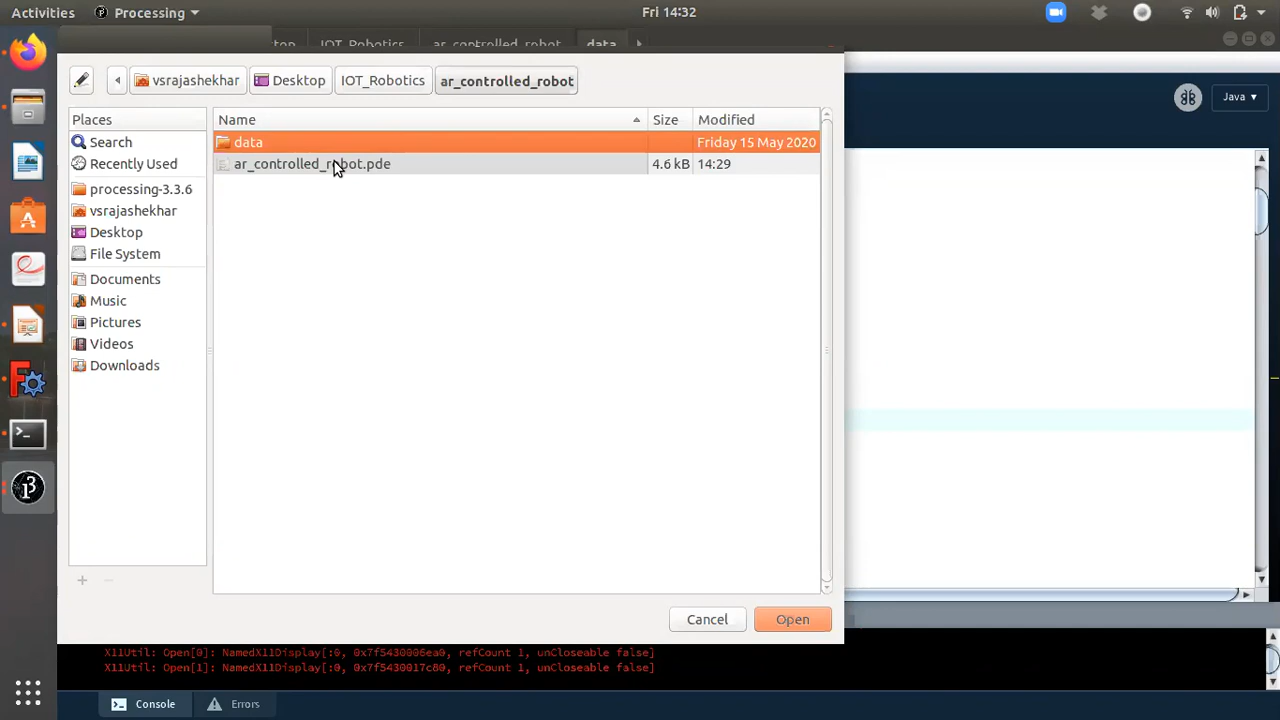 Activities
Processing
Fri 14:32
top
IOT_Robotics
ar_controlled_robot
data
vsrajashekhar
Desktop
IOT_Robotics
ar_controlled_robot
Java
Places
Name
Size
Modified
Search
data
Friday 15 May 2020
Recently Used
ar_controlled_robot.pde
4.6 kB
14:29
processing-3.3.6
vsrajashekhar
Desktop
File System
Documents
Music
Pictures
Videos
Downloads
Cancel
Open
X11Util: Open[0]: NamedX11Display[:0, 0x7f5430006ea0, refCount 1, unCloseable false]
X11Util: Open[1]: NamedX11Display[:0, 0x7f5430017c80, refCount 1, unCloseable false]
Console
Errors